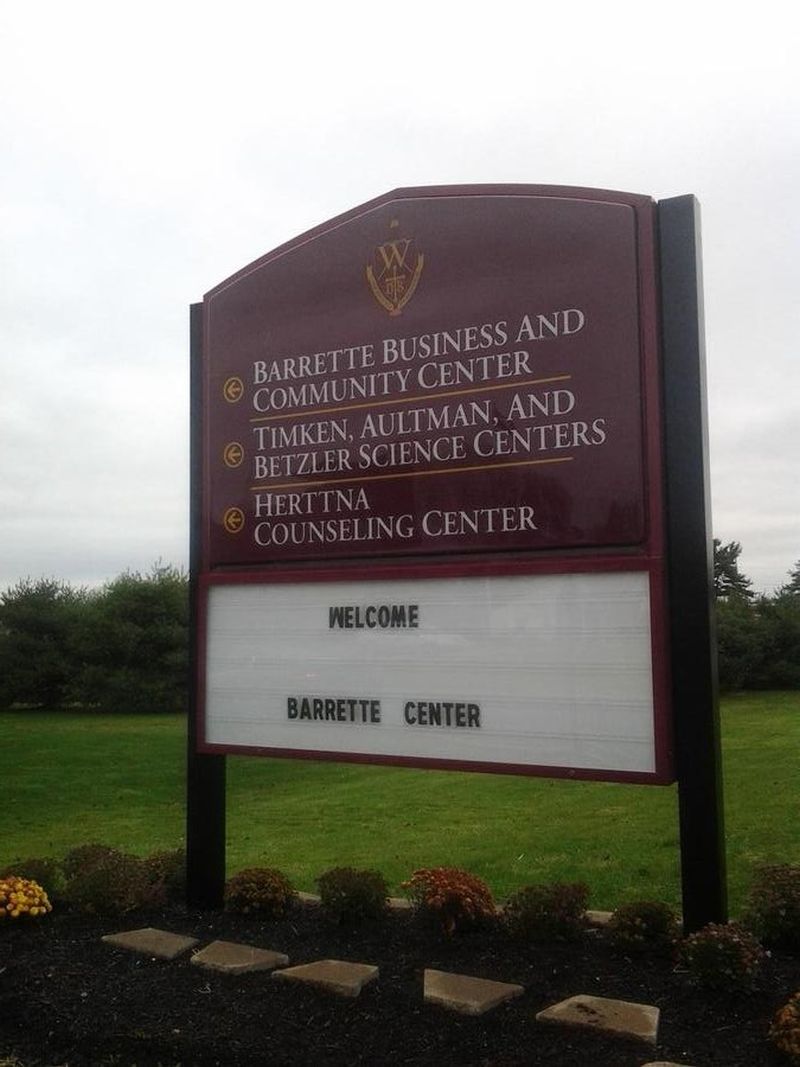 W
BARRETTE BUSINESS AND
COMMUNITY CENTER
TIMKEN, AULTMAN, AND
BETZLER SCIENCE CENTERS
HERTTNA
COUNSELING CENTER
WELCOME
BARRETTE CENTER